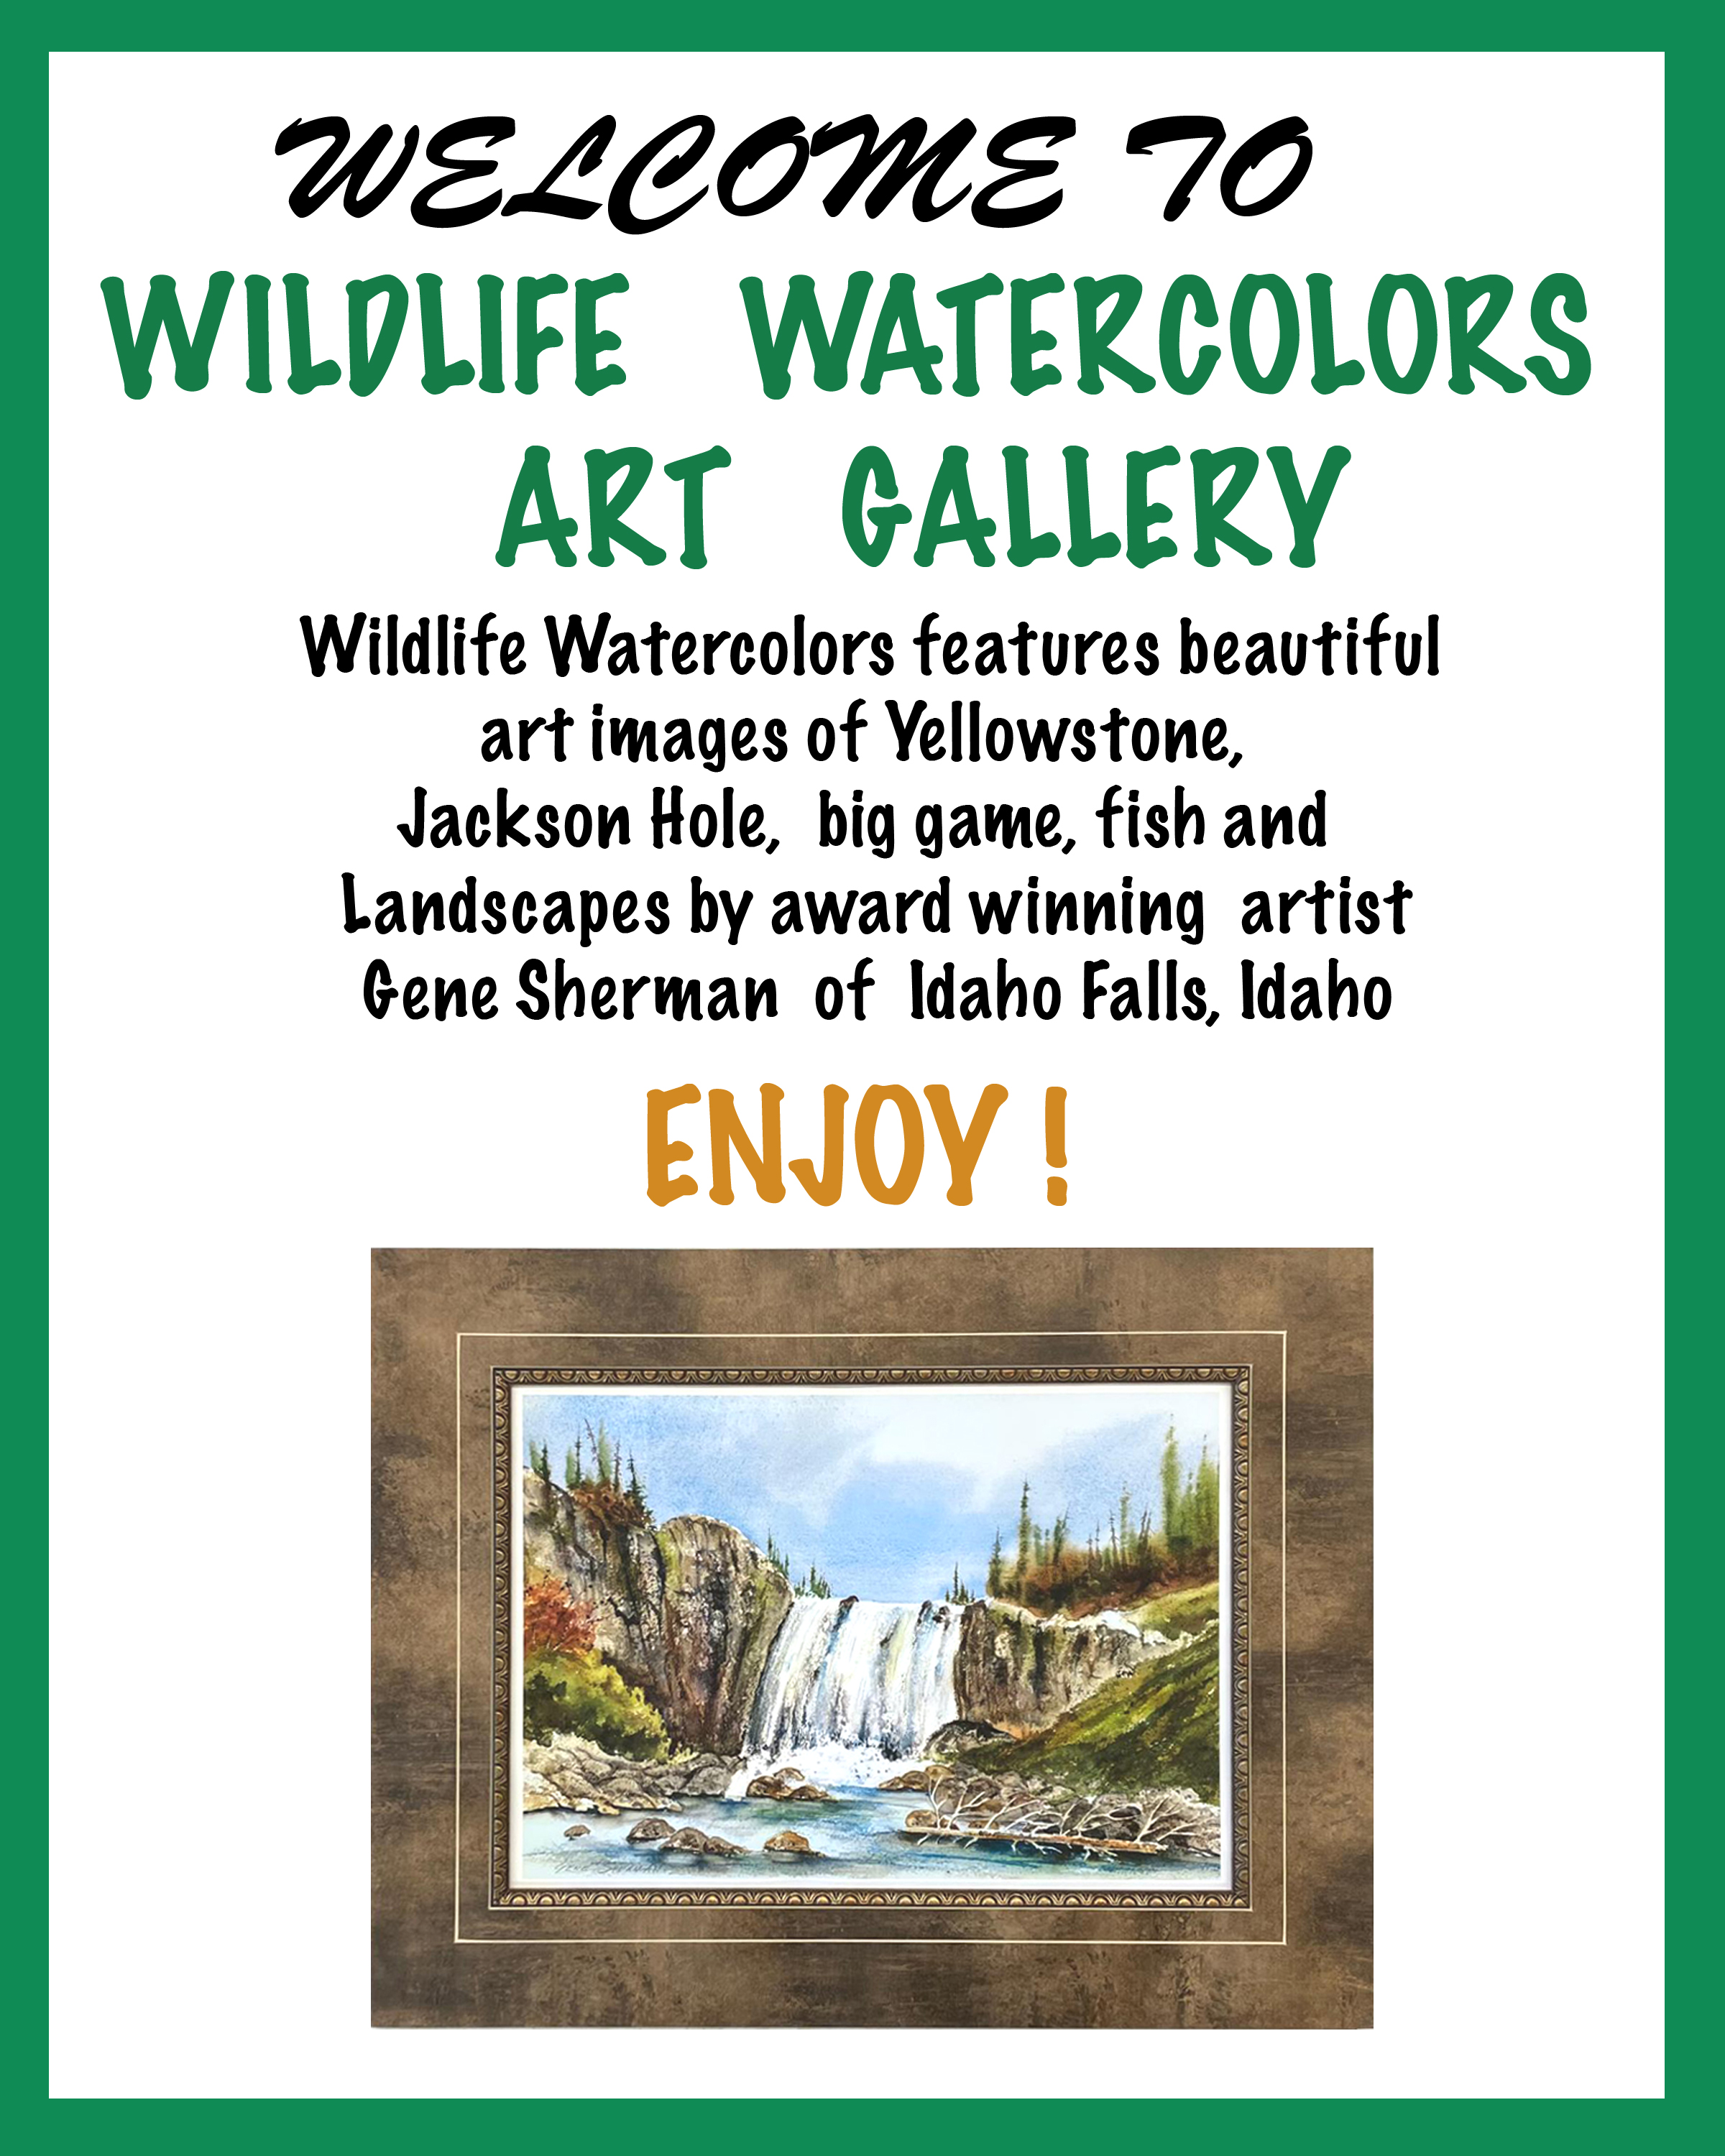 WELCOME TO
WILDLIFE WATERCOLORS
ART GALLERY
Wildlife Watercolors features beautiful
art images of Yellowstone,
Jackson Hole, big game, fish and
Landscapes by award winning artist
Gene Sherman of Idaho Falls, Idaho
ENJOY !